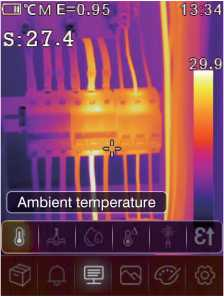 ℃ M E=0.95 13:34
S:27.4
29.9
Ambient temperature